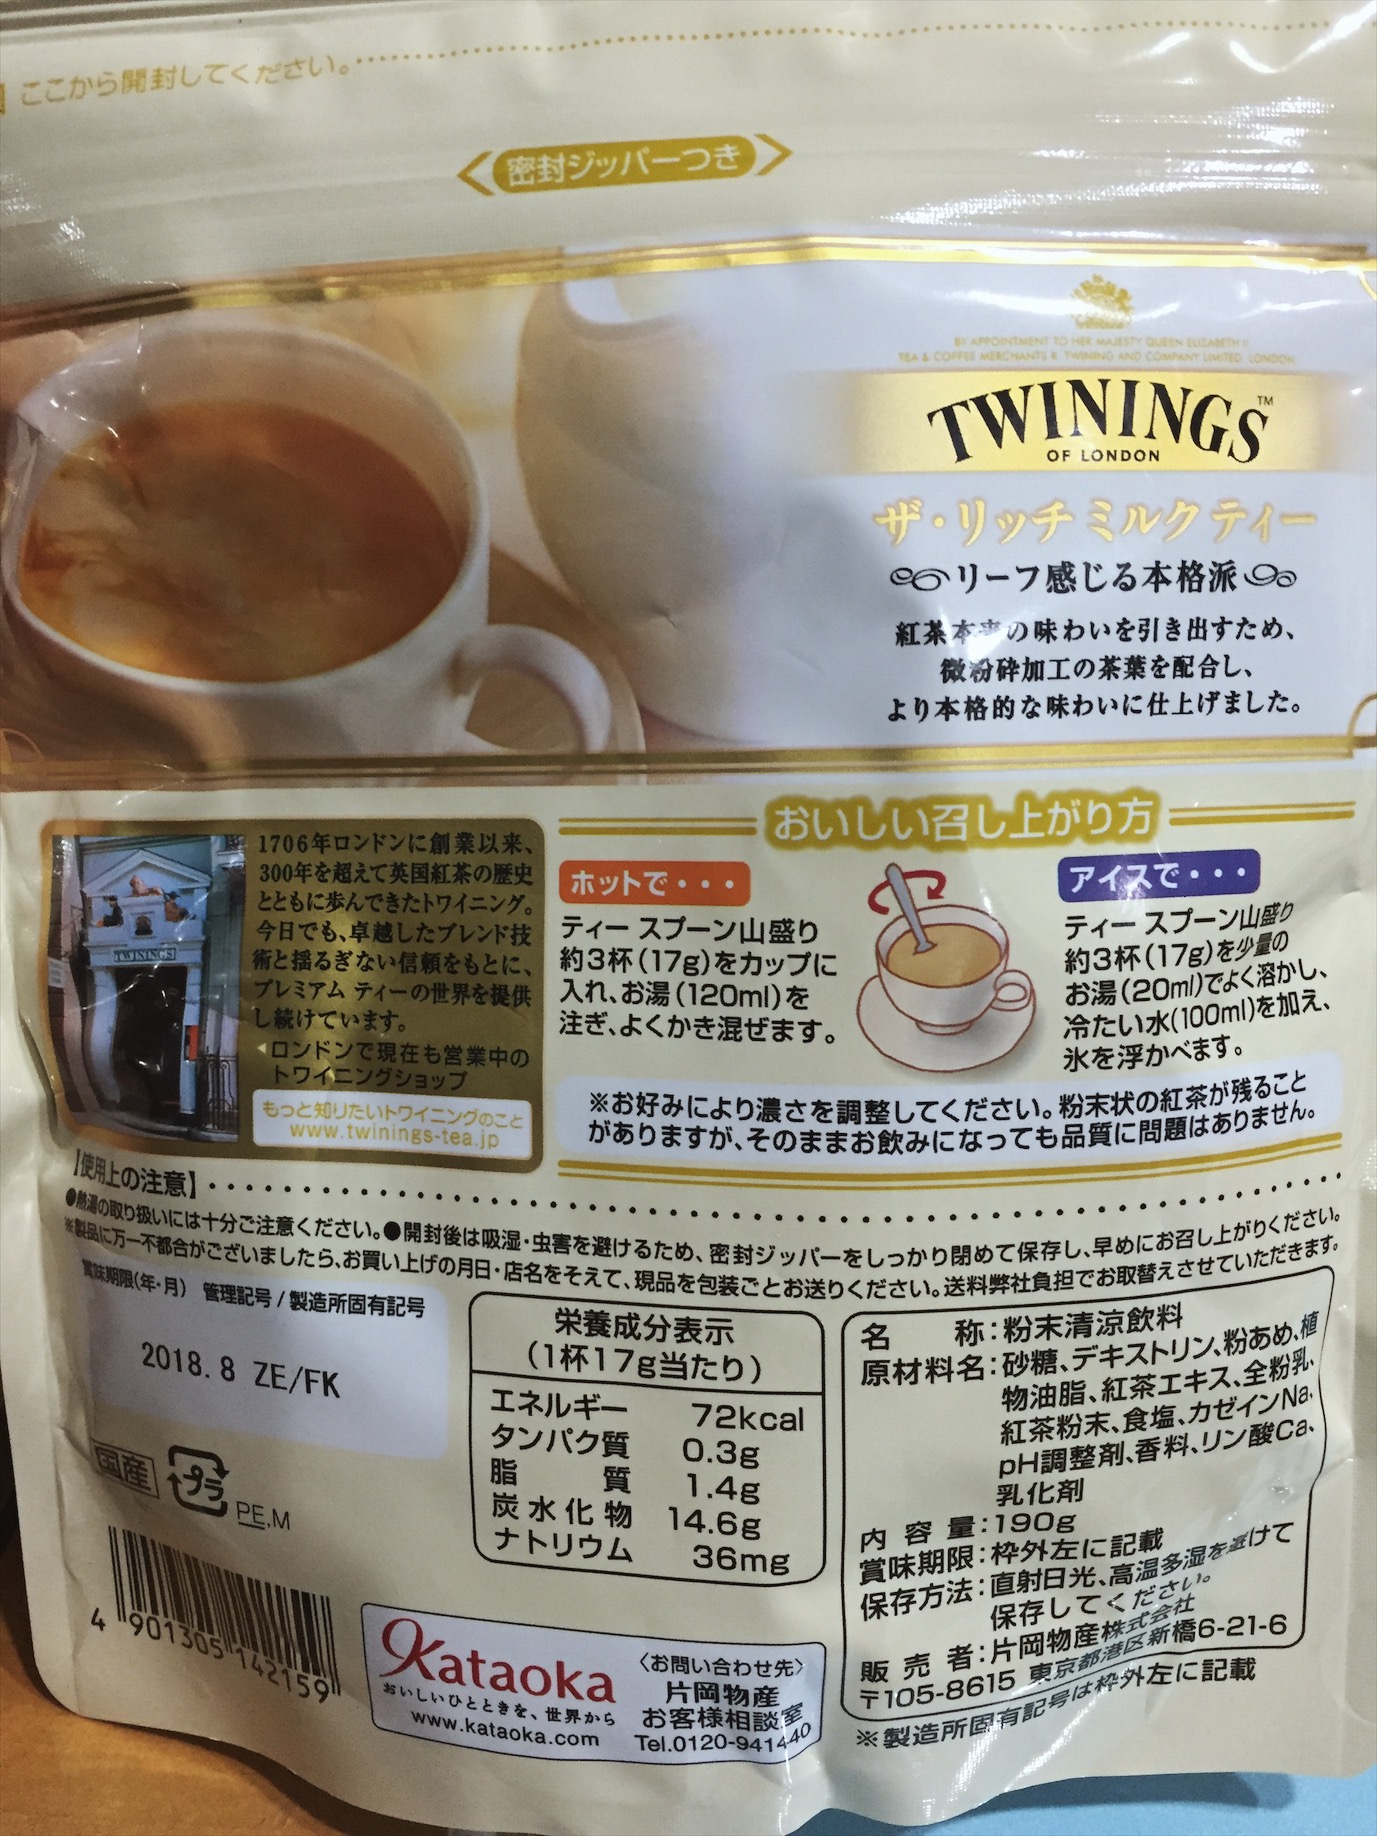 ここから開封してください。
密封ジッパーつき
BY APPOINTMENT TO HER MAJESTY QUEEN ELIZABETH II
TEA & COFFEE MERCHANTS R. TWINING AND COMPANY LIMITED LONDON
TWININGS™
OF LONDON
ザ・リッチ ミルク ティー
リーフ感じる本格派
紅茶本来の味わいを引き出すため、
微粉砕加工の茶葉を配合し、
より本格的な味わいに仕上げました。
TWININGS
1706年ロンドンに創業以来、
300年を超えて英国紅茶の歴史
とともに歩んできたトワイニング。
今日でも、卓越したブレンド技
術と揺るぎない信頼をもとに、
プレミアム ティーの世界を提供
し続けています。
ロンドンで現在も営業中の
トワイニングショップ
もっと知りたいトワイニングのこと
www.twinings-tea.jp
おいしい召し上がり方
ホットで・・・
ティー スプーン山盛り
約3杯(17g)をカップに
入れ、お湯(120ml)を
注ぎ、よくかき混ぜます。
アイスで・・・
ティー スプーン山盛り
約3杯(17g)を少量の
お湯(20ml)でよく溶かし、
冷たい水(100ml)を加え、
氷を浮かべます。
※お好みにより濃さを調整してください。粉末状の紅茶が残ること
がありますが、そのままお飲みになっても品質に問題はありません。
【使用上の注意】
●熱湯の取り扱いには十分ご注意ください。●開封後は吸湿・虫害を避けるため、密封ジッパーをしっかり閉めて保存し、早めにお召し上がりください。
※製品に万一不都合がございましたら、お買い上げの月日・店名をそえて、現品を包装ごとお送りください。送料弊社負担でお取替えさせていただきます。
賞味期限(年・月) 管理記号/製造所固有記号
2018.8 ZE/FK
国産
プラ
PE,M
4 901305 142159
栄養成分表示
(1杯17g当たり)
エネルギー 72kcal
タンパク質 0.3g
脂質 1.4g
炭水化物 14.6g
ナトリウム 36mg
Kataoka
おいしいひとときを、世界から
www.kataoka.com
〈お問い合わせ先〉
片岡物産
お客様相談室
Tel.0120-941440
名称:粉末清涼飲料
原材料名:砂糖、デキストリン、粉あめ、植
物油脂、紅茶エキス、全粉乳、
紅茶粉末、食塩、カゼインNa、
pH調整剤、香料、リン酸Ca、
乳化剤
内容量:190g
賞味期限:枠外左に記載
保存方法:直射日光、高温多湿を避けて
保存してください。
販売者:片岡物産株式会社
〒105-8615 東京都港区新橋6-21-6
※製造所固有記号は枠外左に記載